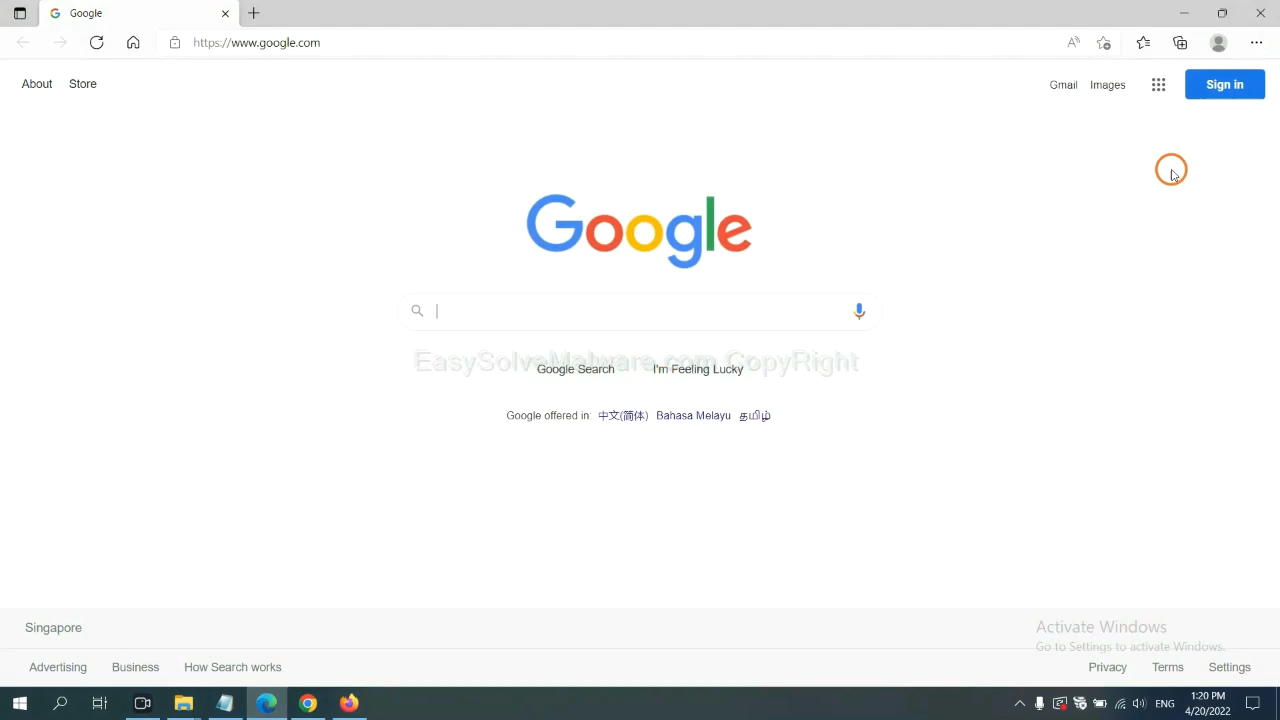 Google
https://www.google.com
About Store
Gmail Images Sign in
Google
EasySolveMalware.com CopyRight
Google Search I'm Feeling Lucky
Google offered in: 中文(简体) Bahasa Melayu தமிழ்
Singapore
Activate Windows
Go to Settings to activate Windows.
Advertising Business How Search works
Privacy Terms Settings
ENG
1:20 PM
4/20/2022